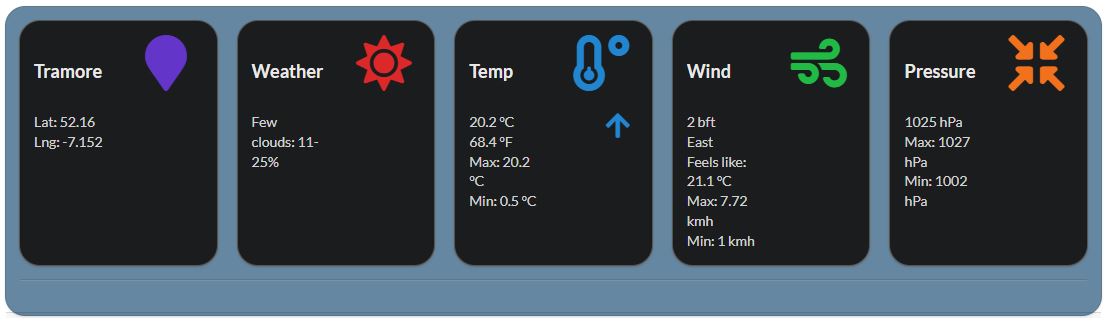 Tramore
Lat: 52.16
Lng: -7.152
Weather
Few
clouds: 11-
25%
Temp
20.2 °C
68.4 °F
Max: 20.2
°C
Min: 0.5 °C
Wind
2 bft
East
Feels like:
21.1 °C
Max: 7.72
kmh
Min: 1 kmh
Pressure
1025 hPa
Max: 1027
hPa
Min: 1002
hPa